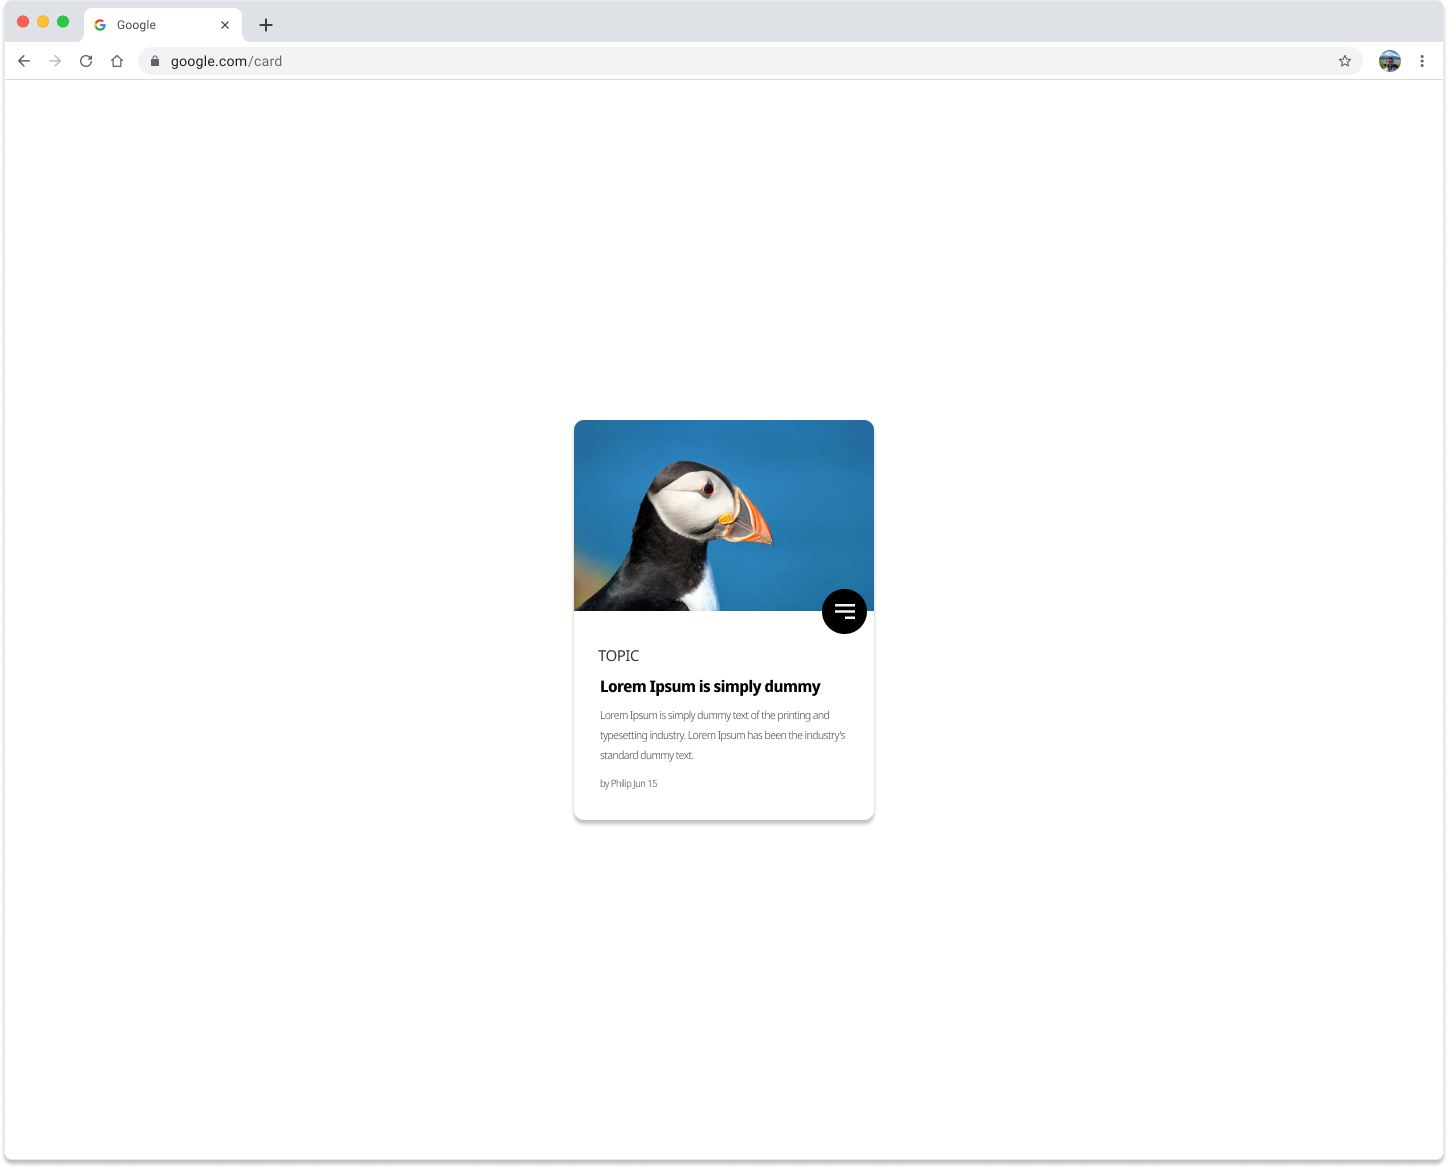 Google
google.com/card
TOPIC
Lorem Ipsum is simply dummy
Lorem Ipsum is simply dummy text of the printing and
typesetting industry. Lorem Ipsum has been the industry's
standard dummy text.
by Philip Jun 15